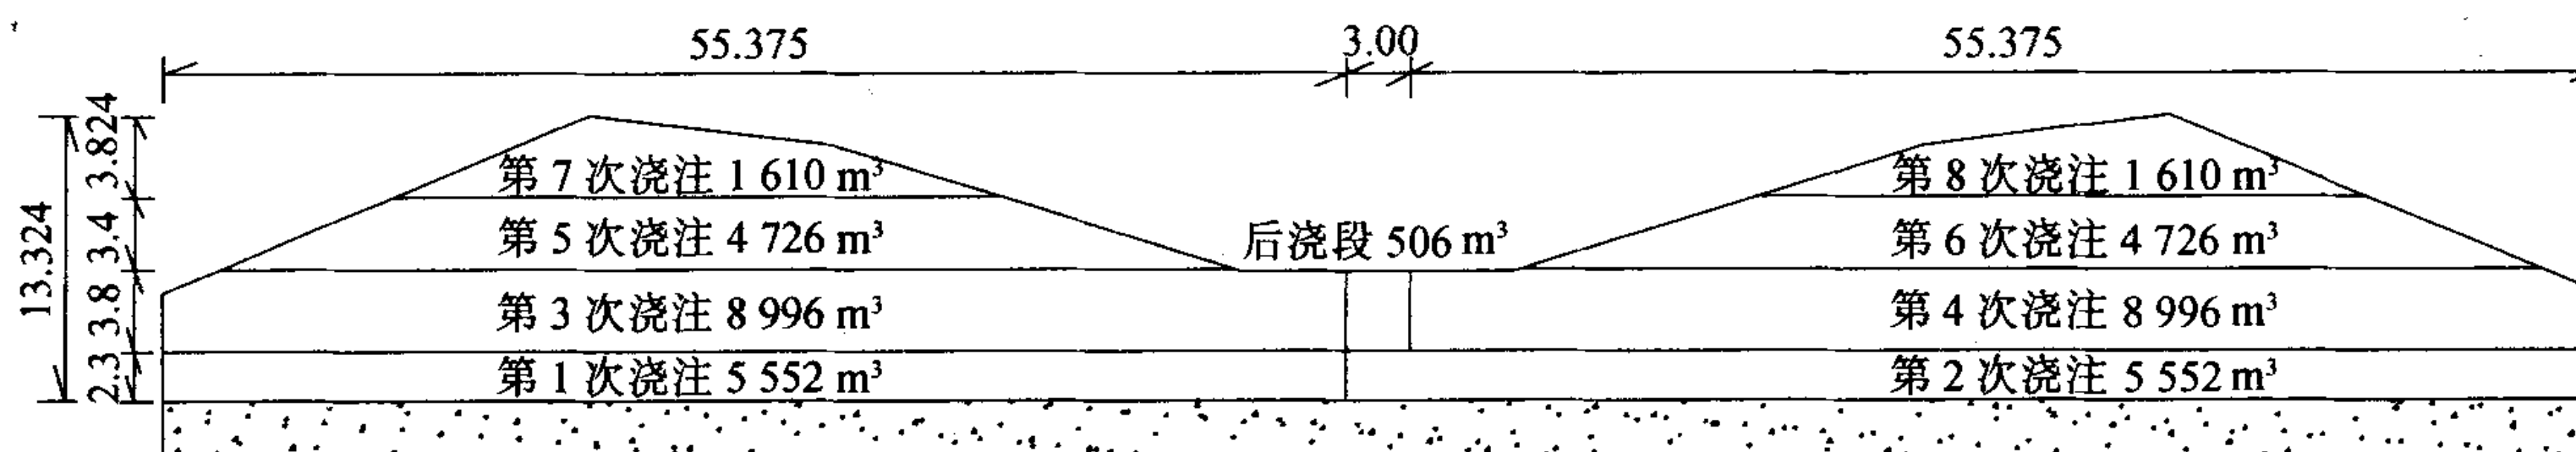 55.375 3.00 55.375
3.824
第 7 次浇注 1 610 m³ 第 8 次浇注 1 610 m³
13.324
3.4
第 5 次浇注 4 726 m³ 后浇段 506 m³ 第 6 次浇注 4 726 m³
3.8
第 3 次浇注 8 996 m³ 第 4 次浇注 8 996 m³
2.3
第 1 次浇注 5 552 m³ 第 2 次浇注 5 552 m³